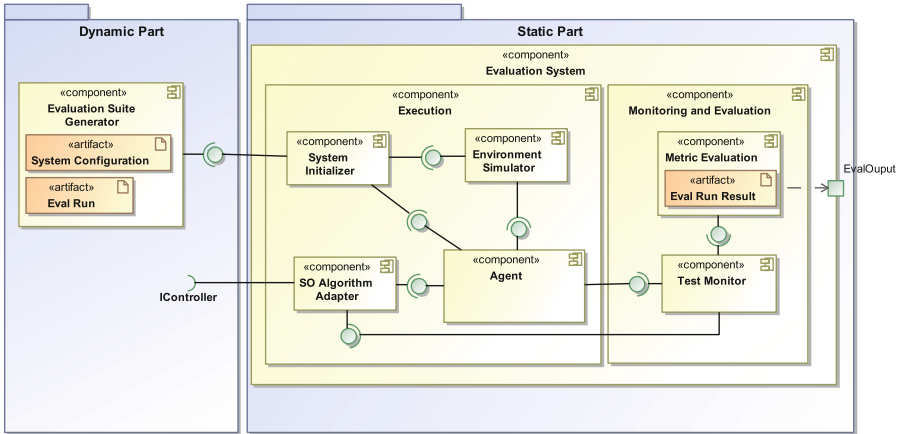 Dynamic Part
«component»
Evaluation Suite
Generator
«artifact»
System Configuration
«artifact»
Eval Run
IController
Static Part
«component»
Evaluation System
«component»
Execution
«component»
System
Initializer
«component»
Environment
Simulator
«component»
SO Algorithm
Adapter
«component»
Agent
«component»
Monitoring and Evaluation
«component»
Metric Evaluation
«artifact»
Eval Run Result
«component»
Test Monitor
EvalOuput